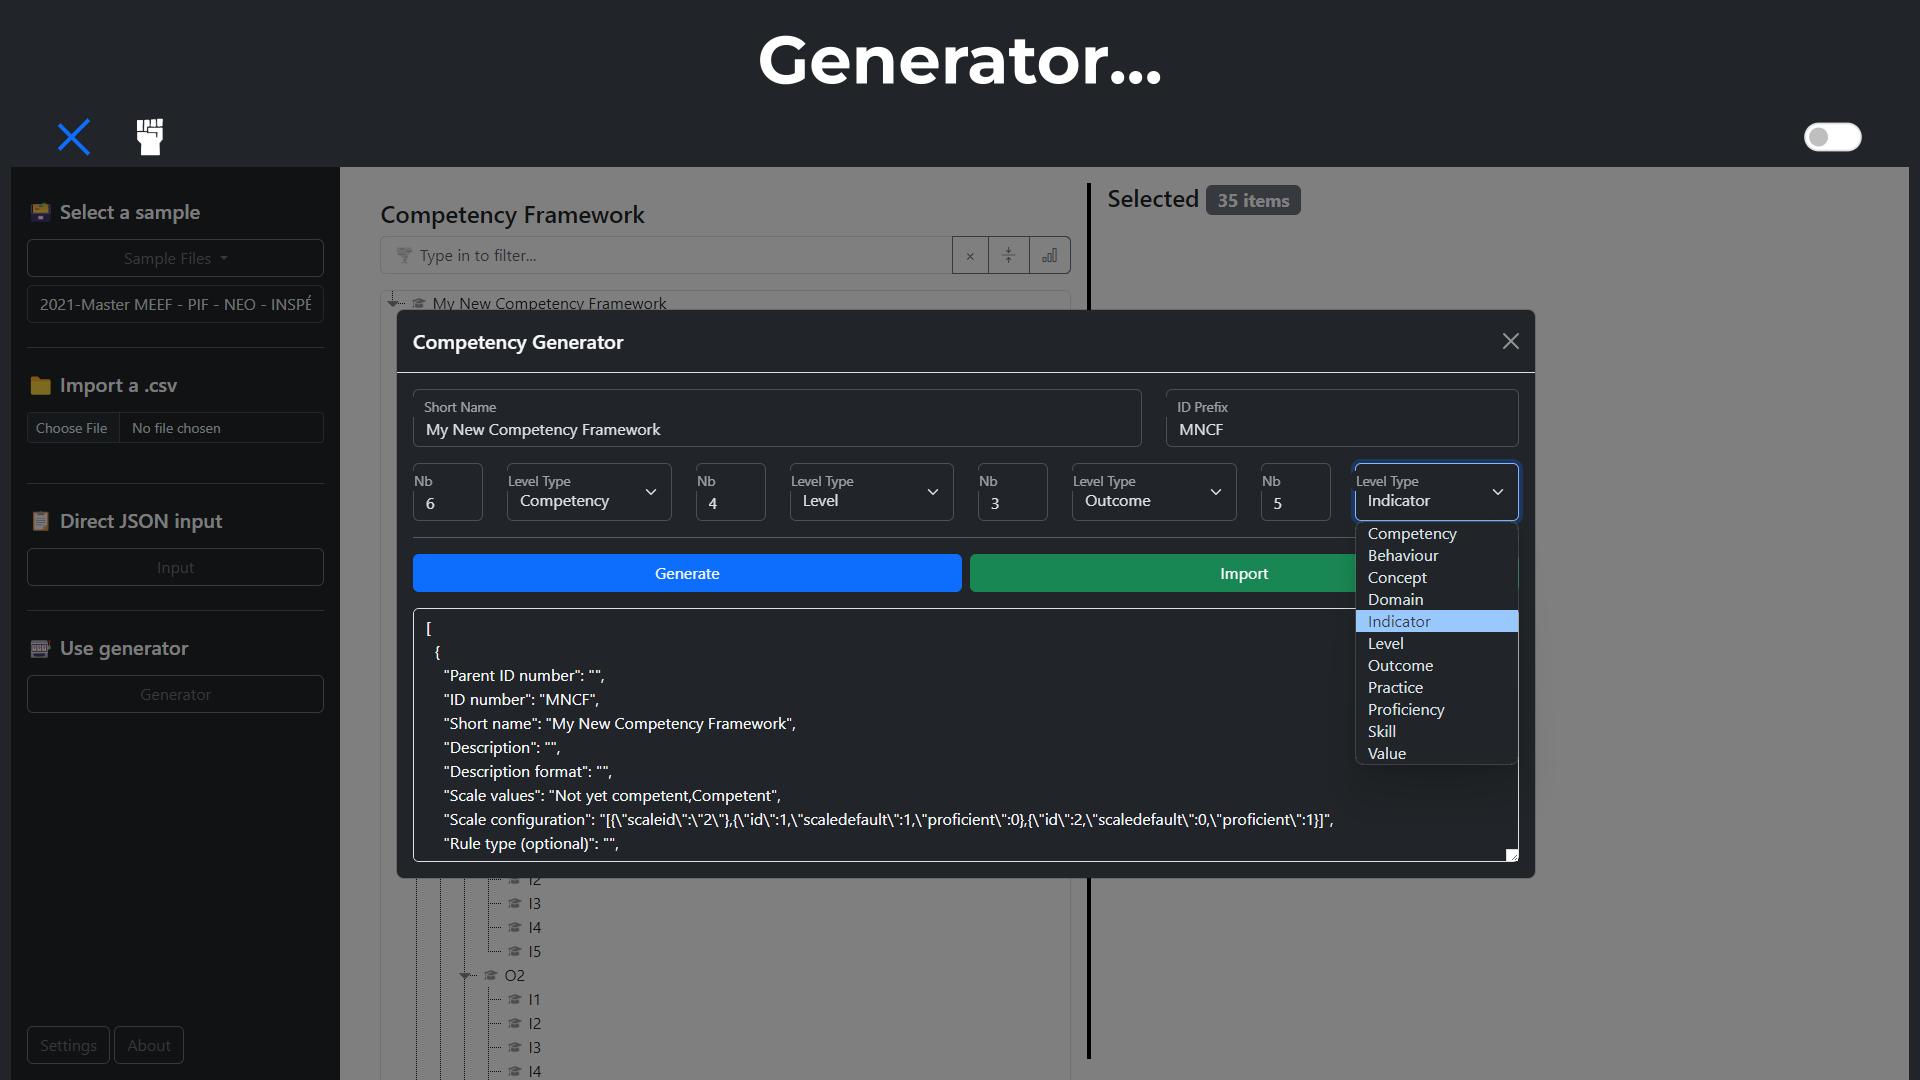 Generator...
Select a sample
Sample Files
2021-Master MEEF - PIF - NEO - INSPÉ
Import a .csv
Choose File No file chosen
Direct JSON input
Input
Use generator
Generator
Settings About
Competency Framework
Type in to filter...
My New Competency Framework
Selected 35 items
Competency Generator
Short Name
My New Competency Framework
ID Prefix
MNCF
Nb
6
Level Type
Competency
Nb
4
Level Type
Level
Nb
3
Level Type
Outcome
Nb
5
Level Type
Indicator
Competency
Behaviour
Concept
Domain
Indicator
Level
Outcome
Practice
Proficiency
Skill
Value
Generate
Import
[
{
"Parent ID number": "",
"ID number": "MNCF",
"Short name": "My New Competency Framework",
"Description": "",
"Description format": "",
"Scale values": "Not yet competent,Competent",
"Scale configuration": "[{\"scaleid\":\"2\"},{\"id\":1,\"scaledefault\":1,\"proficient\":0},{\"id\":2,\"scaledefault\":0,\"proficient\":1}]",
"Rule type (optional)": "",
I2
I3
I4
I5
O2
I1
I2
I3
I4